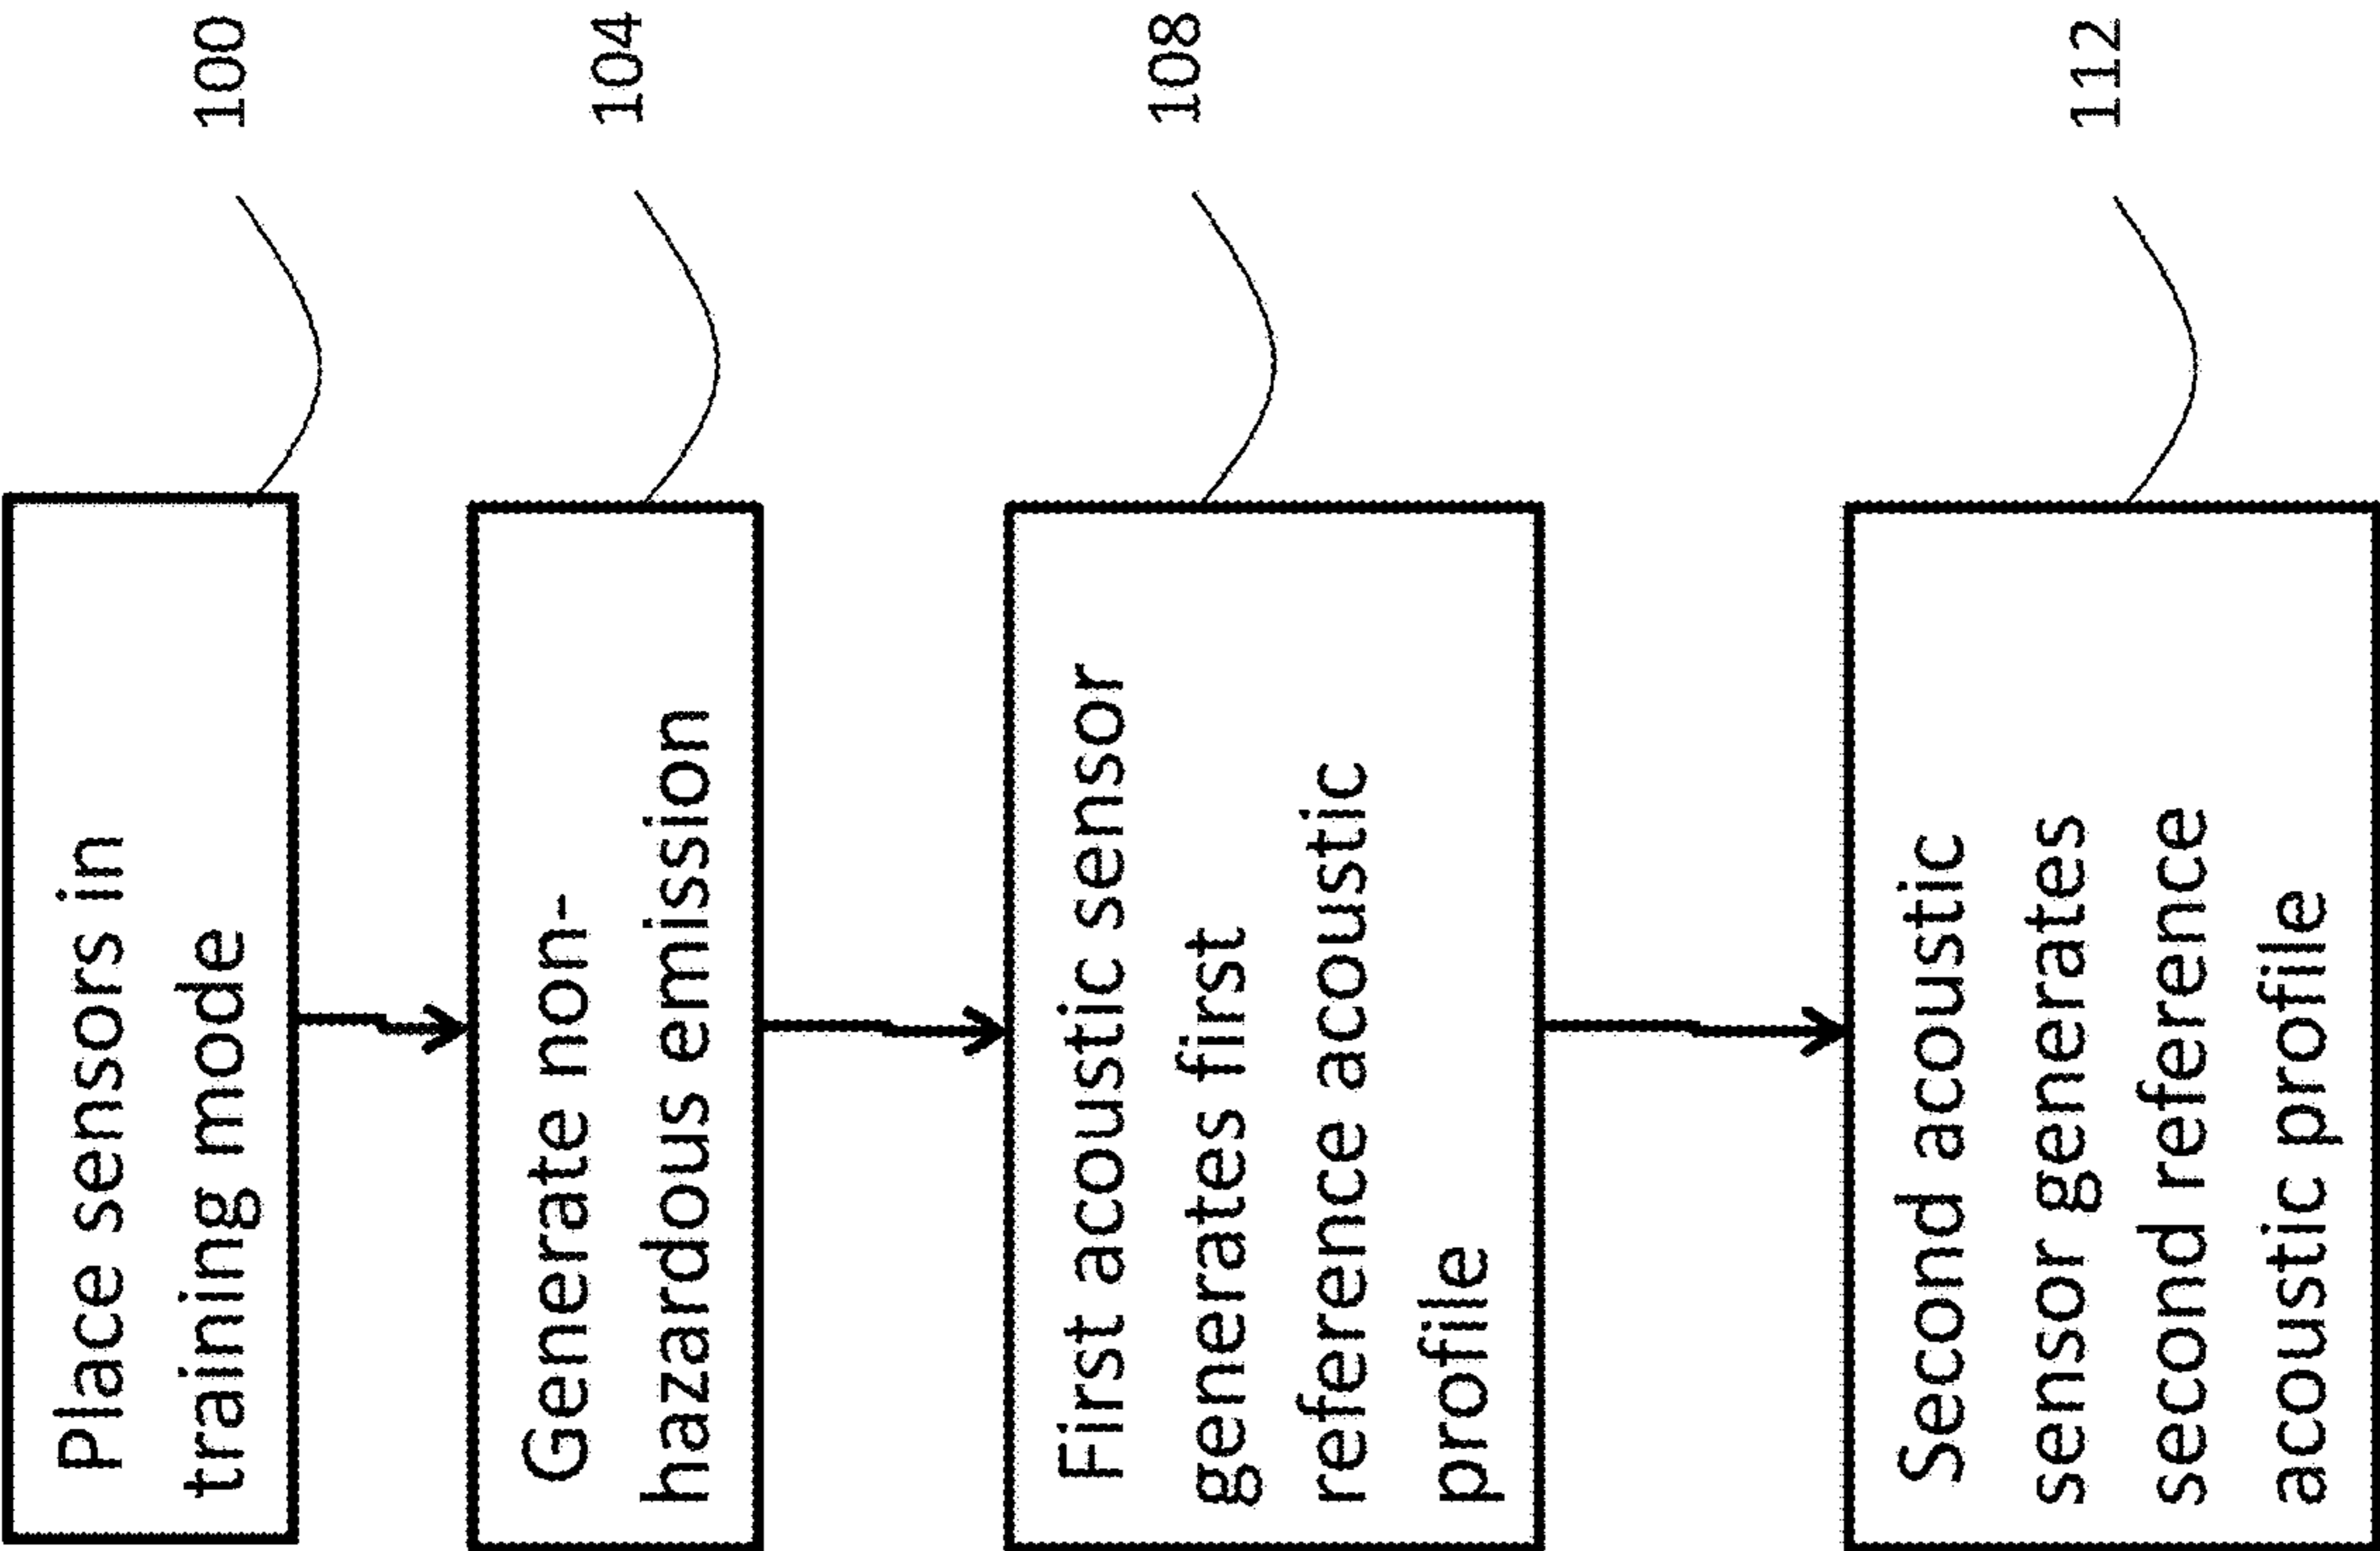 Place sensors in
training mode
100
Generate non-
hazardous emission
104
First acoustic sensor
generates first
reference acoustic
profile
108
Second acoustic
sensor generates
second reference
acoustic profile
112